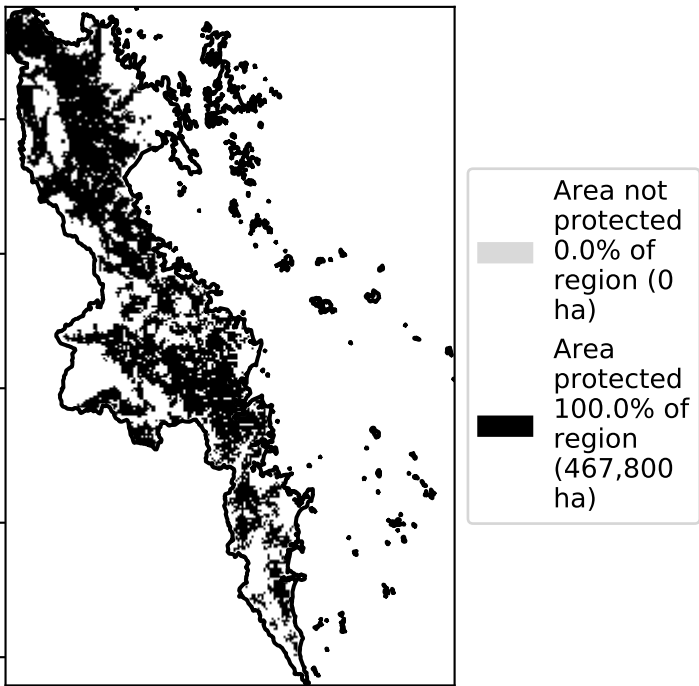 Area not
protected
0.0% of
region (0
ha)
Area
protected
100.0% of
region
(467,800
ha)